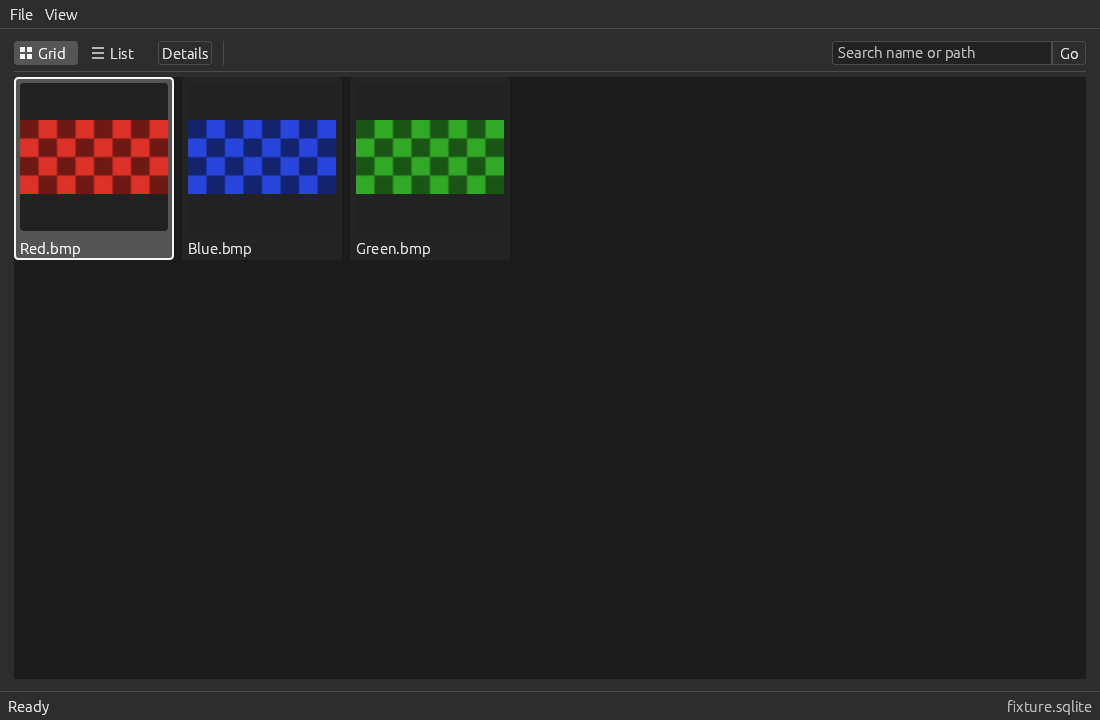 File View
Grid List Details Search name or path Go
Red.bmp Blue.bmp Green.bmp
Ready fixture.sqlite